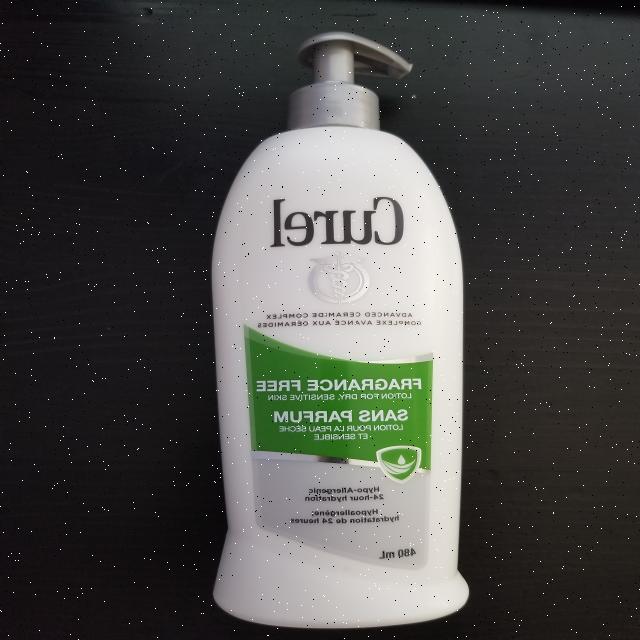 Curel
ADVANCED CERAMIDE COMPLEX
COMPLEXE AVANCÉ AUX CÉRAMIDES
FRAGRANCE FREE
LOTION FOR DRY, SENSITIVE SKIN
SANS PARFUM
LOTION POUR LA PEAU SÈCHE
ET SENSIBLE
Hypo-Allergenic
24-hour hydration
Hypoallergène;
hydratation de 24 heures
480 mL